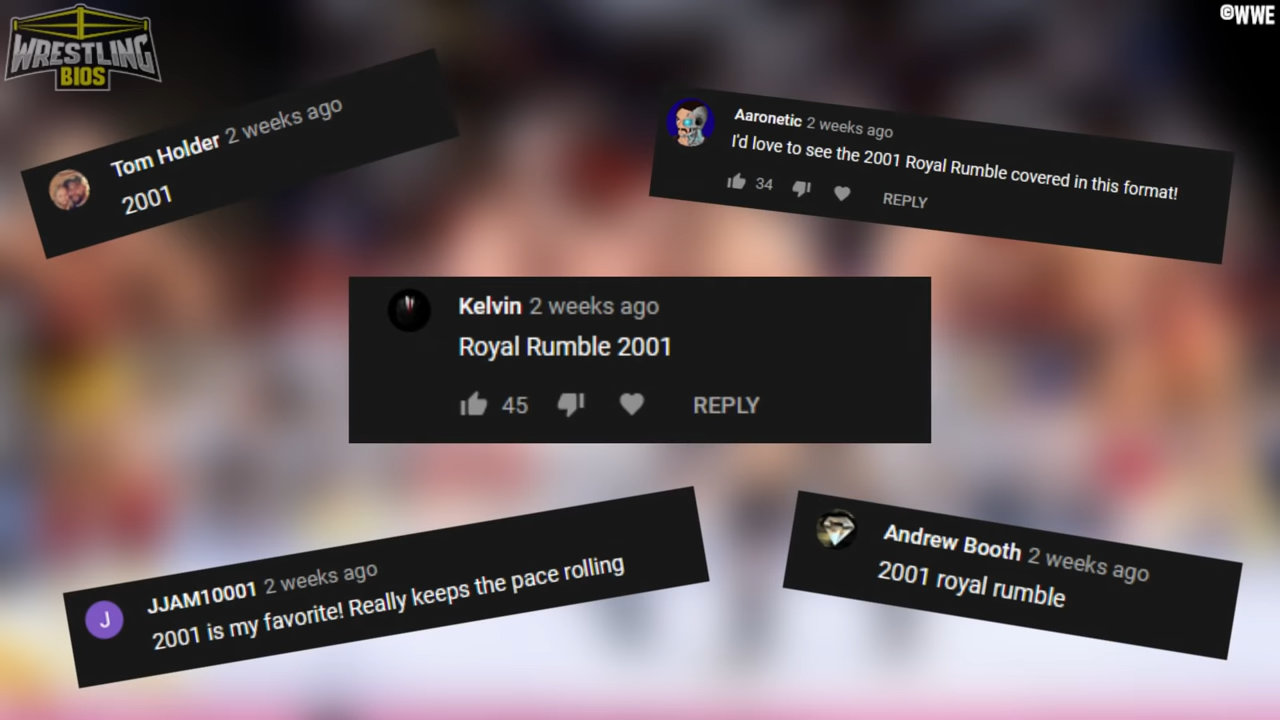 WRESTLING
BIOS
©WWE
Tom Holder 2 weeks ago
2001
Aaronetic 2 weeks ago
I'd love to see the 2001 Royal Rumble covered in this format!
34 REPLY
Kelvin 2 weeks ago
Royal Rumble 2001
45 REPLY
J
JJAM10001 2 weeks ago
2001 is my favorite! Really keeps the pace rolling
Andrew Booth 2 weeks ago
2001 royal rumble